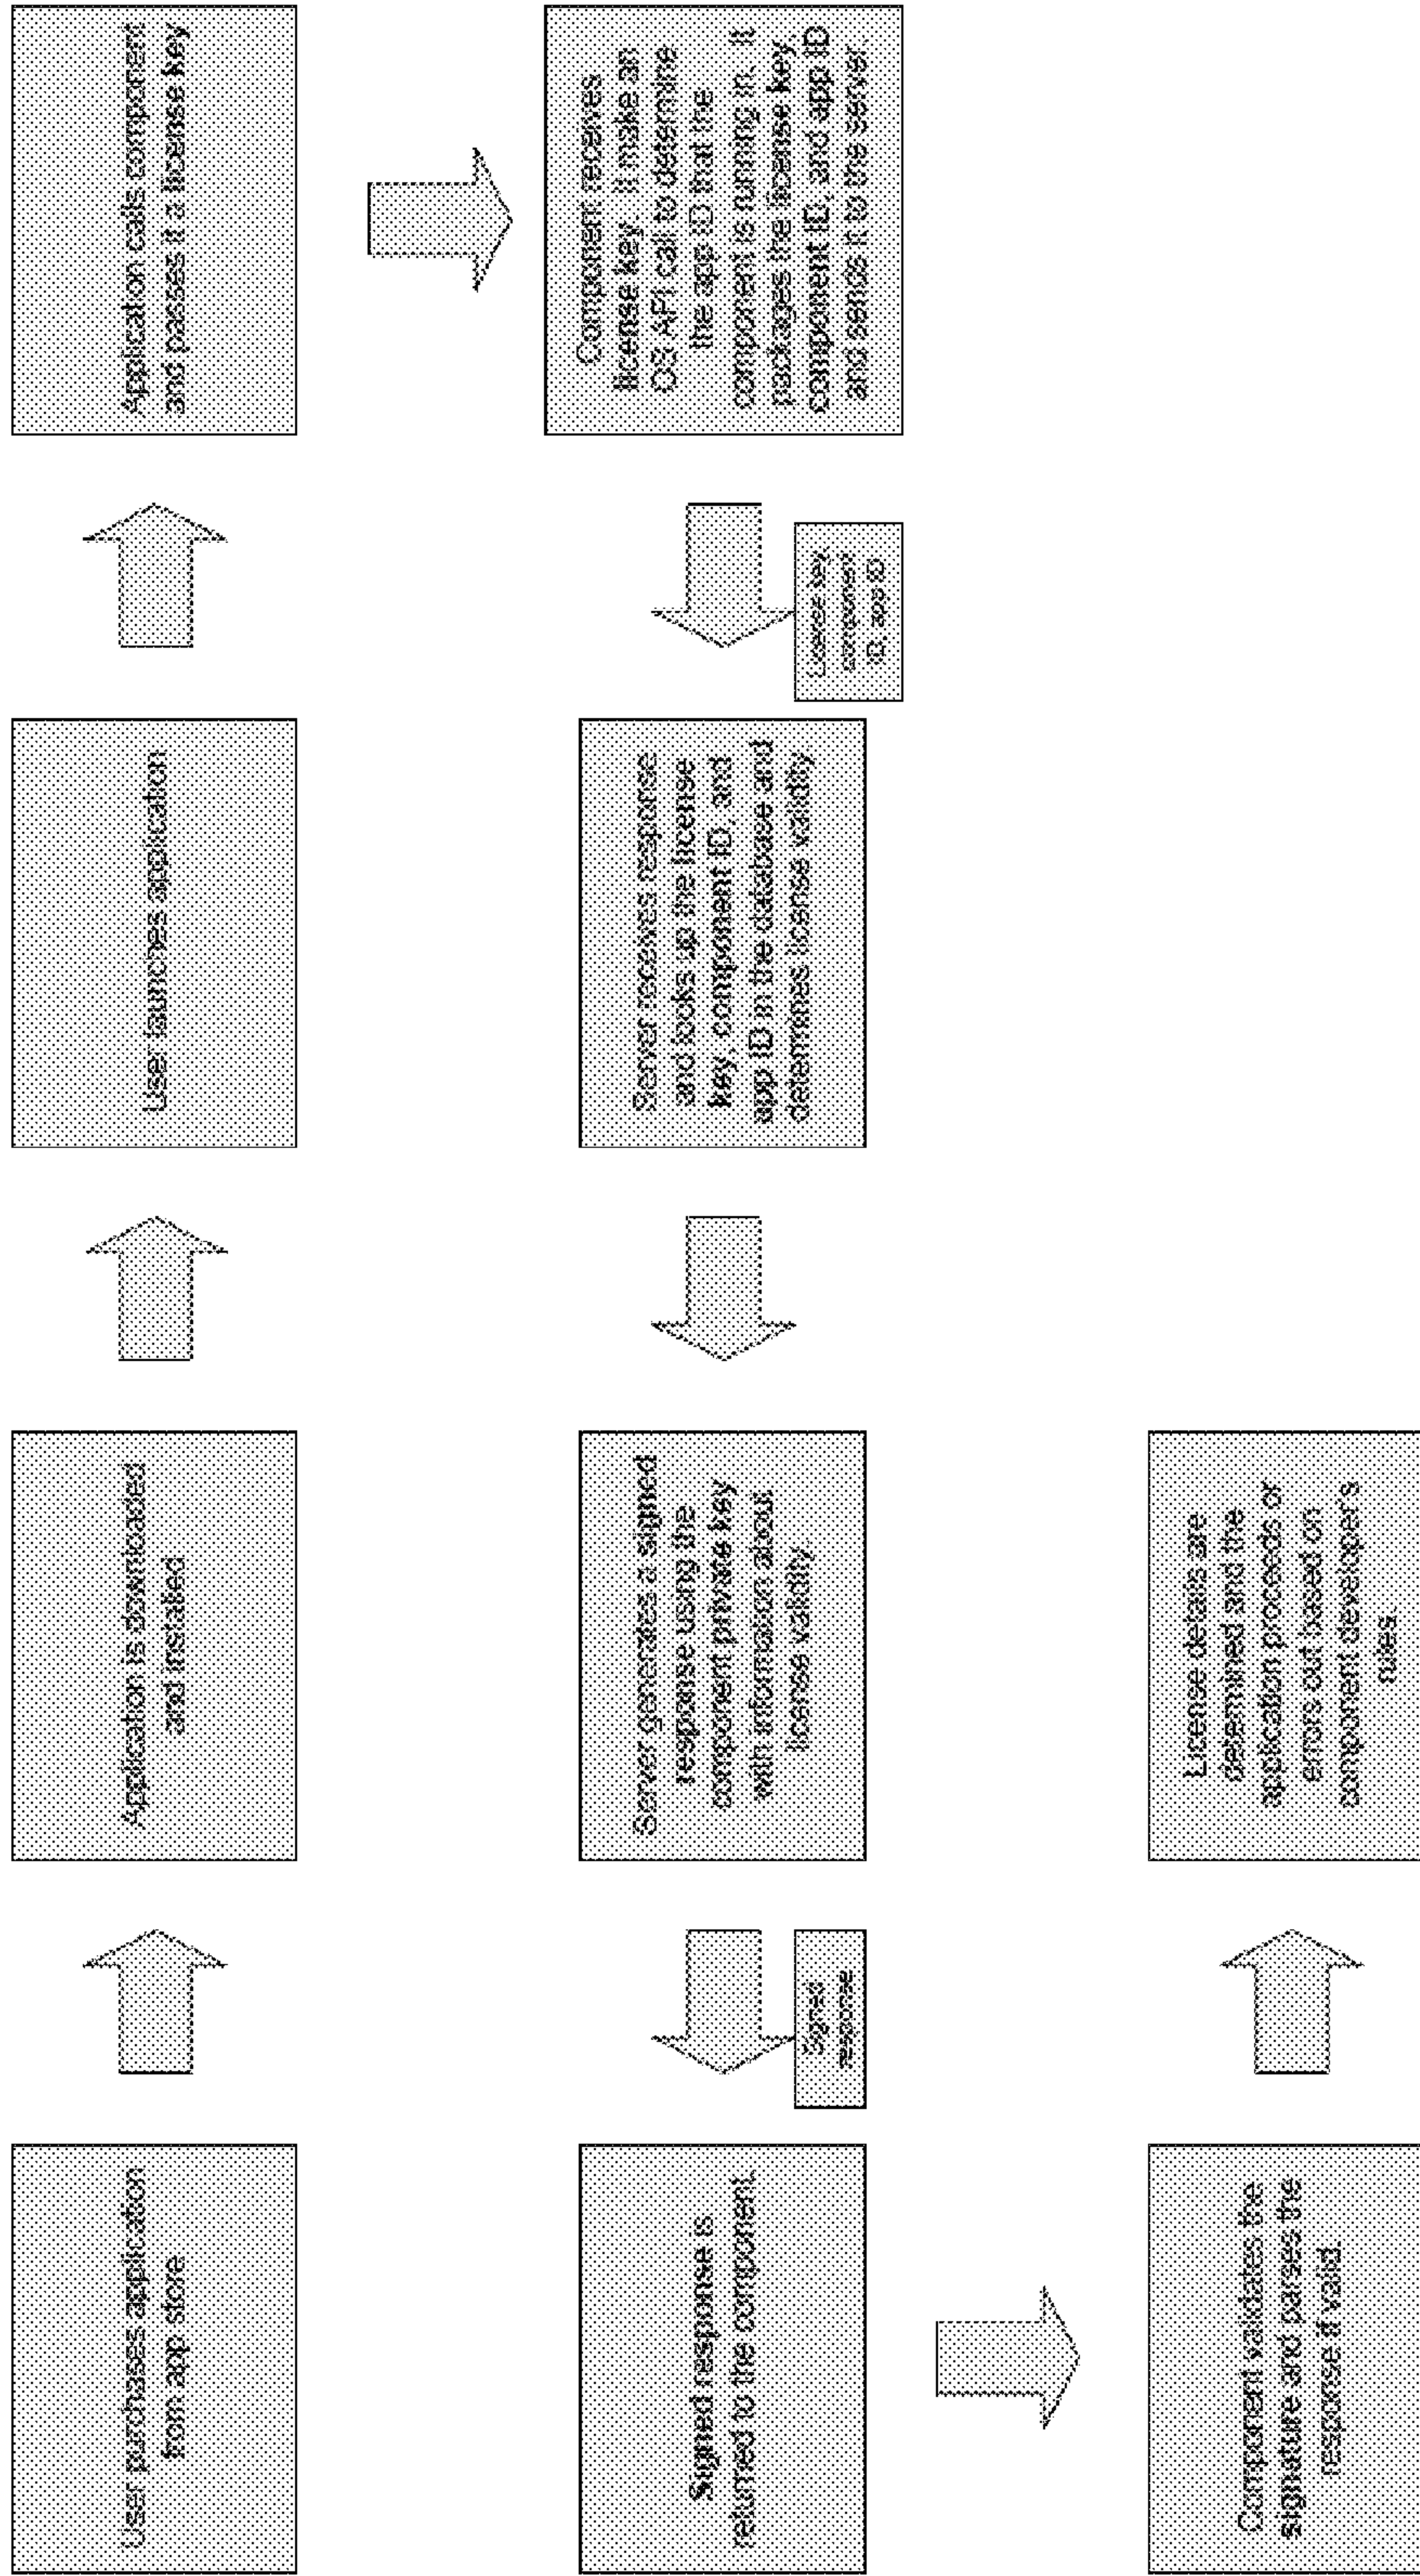 User purchases application
from app store
Application is downloaded
and installed
User launches application
Application calls component
and passes it a license key
Component receives
license key. It make an
OS API call to determine
the app ID that the
component is running in. It
packages the license key,
component ID, and app ID
and sends it to the server.
License key
component
ID, app ID
Server receives response
and looks up the license
key, component ID, and
app ID in the database and
determines license validity
Server generates a signed
response using the
component private key
with information about
license validity.
Signed
response
Signed response is
returned to the component.
Component validates the
signature and parses the
response if valid.
License details are
determined and the
application proceeds or
errors out based on
component developer's
rules.